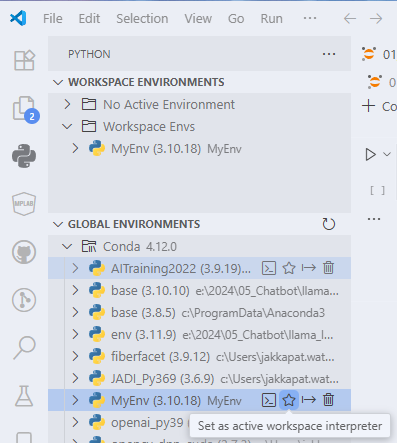 File Edit Selection View Go Run ···
PYTHON ···
01
WORKSPACE ENVIRONMENTS
No Active Environment
Workspace Envs
MyEnv (3.10.18) MyEnv
2
+ Co
MPLAB
[ ]
···
GLOBAL ENVIRONMENTS
Conda 4.12.0
AITraining2022 (3.9.19)...
base (3.10.10) e:\2024\05_Chatbot\llama...
base (3.8.5) c:\ProgramData\Anaconda3
env (3.11.9) e:\2024\05_Chatbot\llama_l...
fiberfacet (3.9.12) c:\Users\jakkapat.wat...
JADI_Py369 (3.6.9) c:\Users\jakkapat.wat...
MyEnv (3.10.18) MyEnv
Set as active workspace interpreter
openai_py39